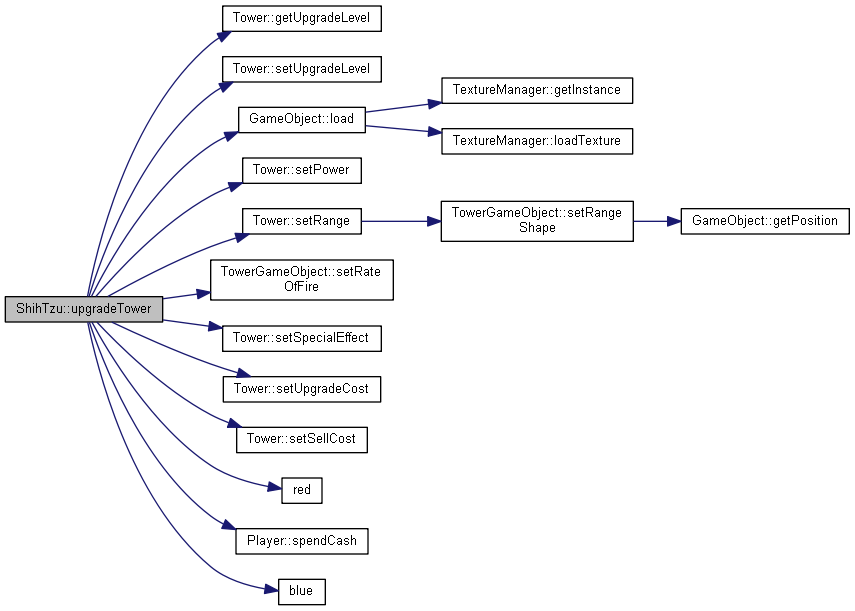 Tower::getUpgradeLevel
Tower::setUpgradeLevel
TextureManager::getInstance
GameObject::load
TextureManager::loadTexture
Tower::setPower
Tower::setRange
TowerGameObject::setRange
Shape
GameObject::getPosition
TowerGameObject::setRate
OfFire
ShihTzu::upgradeTower
Tower::setSpecialEffect
Tower::setUpgradeCost
Tower::setSellCost
red
Player::spendCash
blue